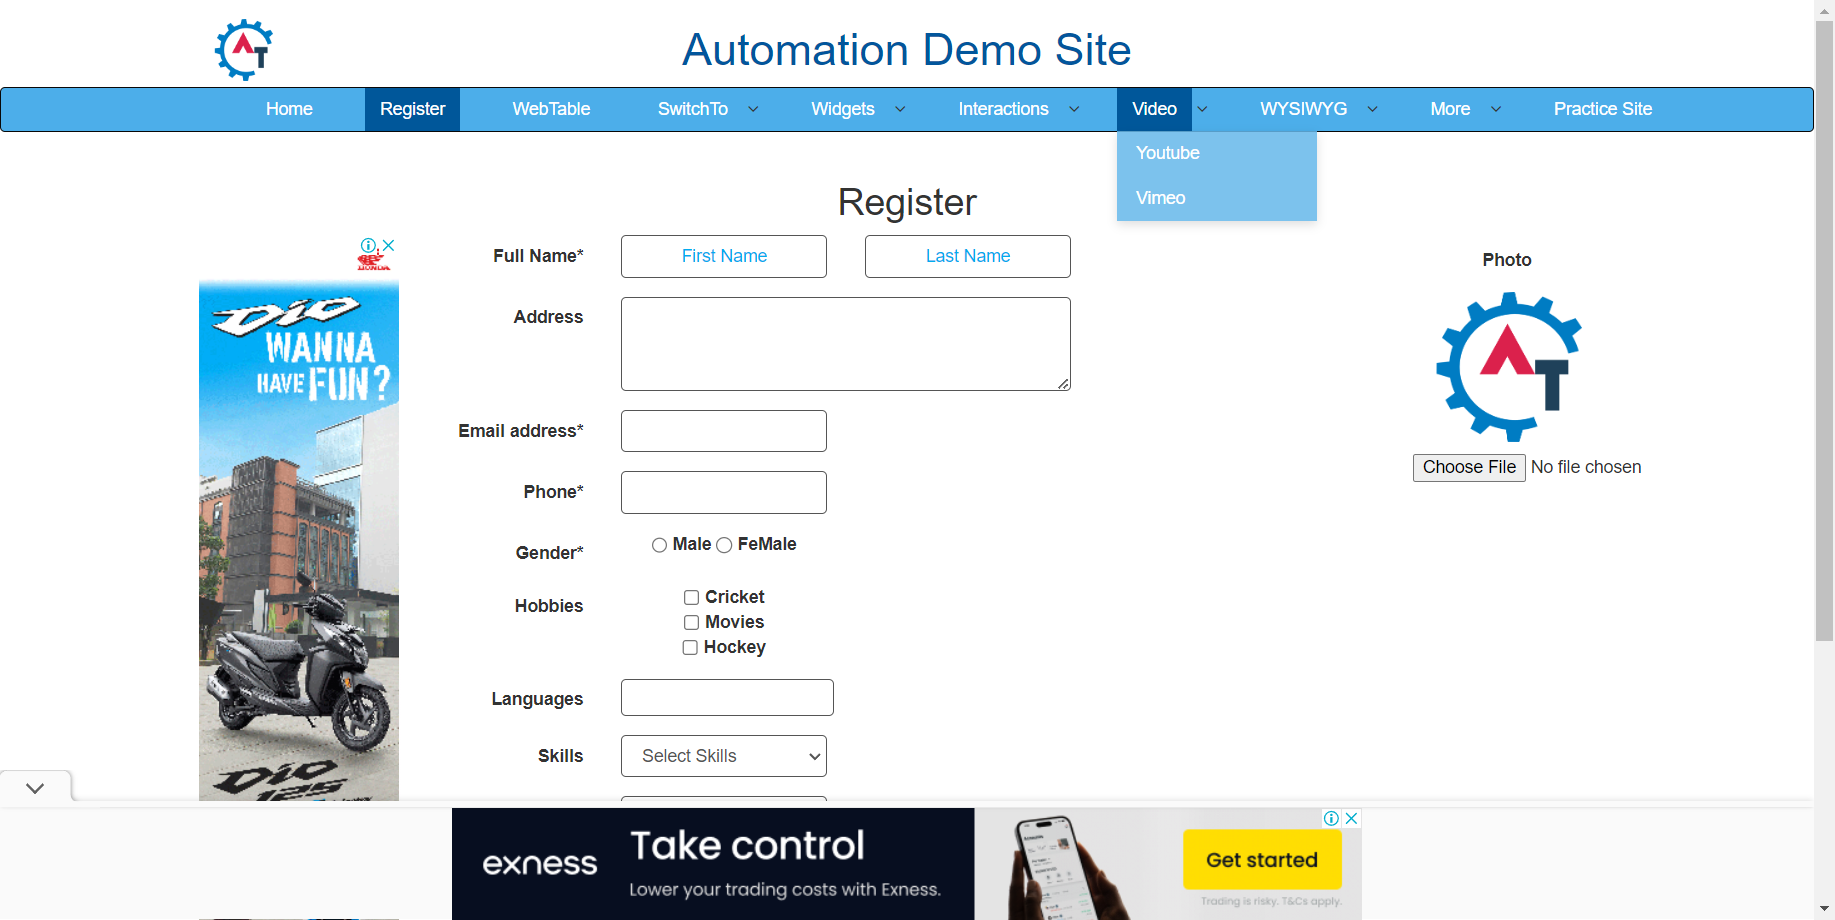 AT
Automation Demo Site
Home Register WebTable SwitchTo Widgets Interactions Video WYSIWYG More Practice Site
Youtube
Vimeo
Register
HONDA
DIO
WANNA
HAVE FUN?
DIO
125
Full Name* First Name Last Name
Address
Email address*
Phone*
Gender* Male FeMale
Hobbies Cricket
Movies
Hockey
Languages
Skills Select Skills
Photo
AT
Choose File No file chosen
exness
Take control
Lower your trading costs with Exness.
Get started
Trading is risky. T&Cs apply.